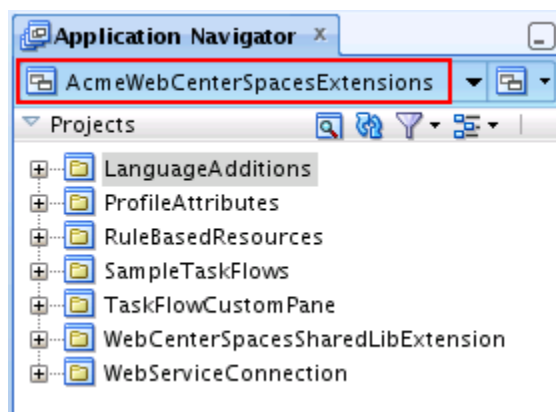 Application Navigator
AcmeWebCenterSpacesExtensions
Projects
LanguageAdditions
ProfileAttributes
RuleBasedResources
SampleTaskFlows
TaskFlowCustomPane
WebCenterSpacesSharedLibExtension
WebServiceConnection